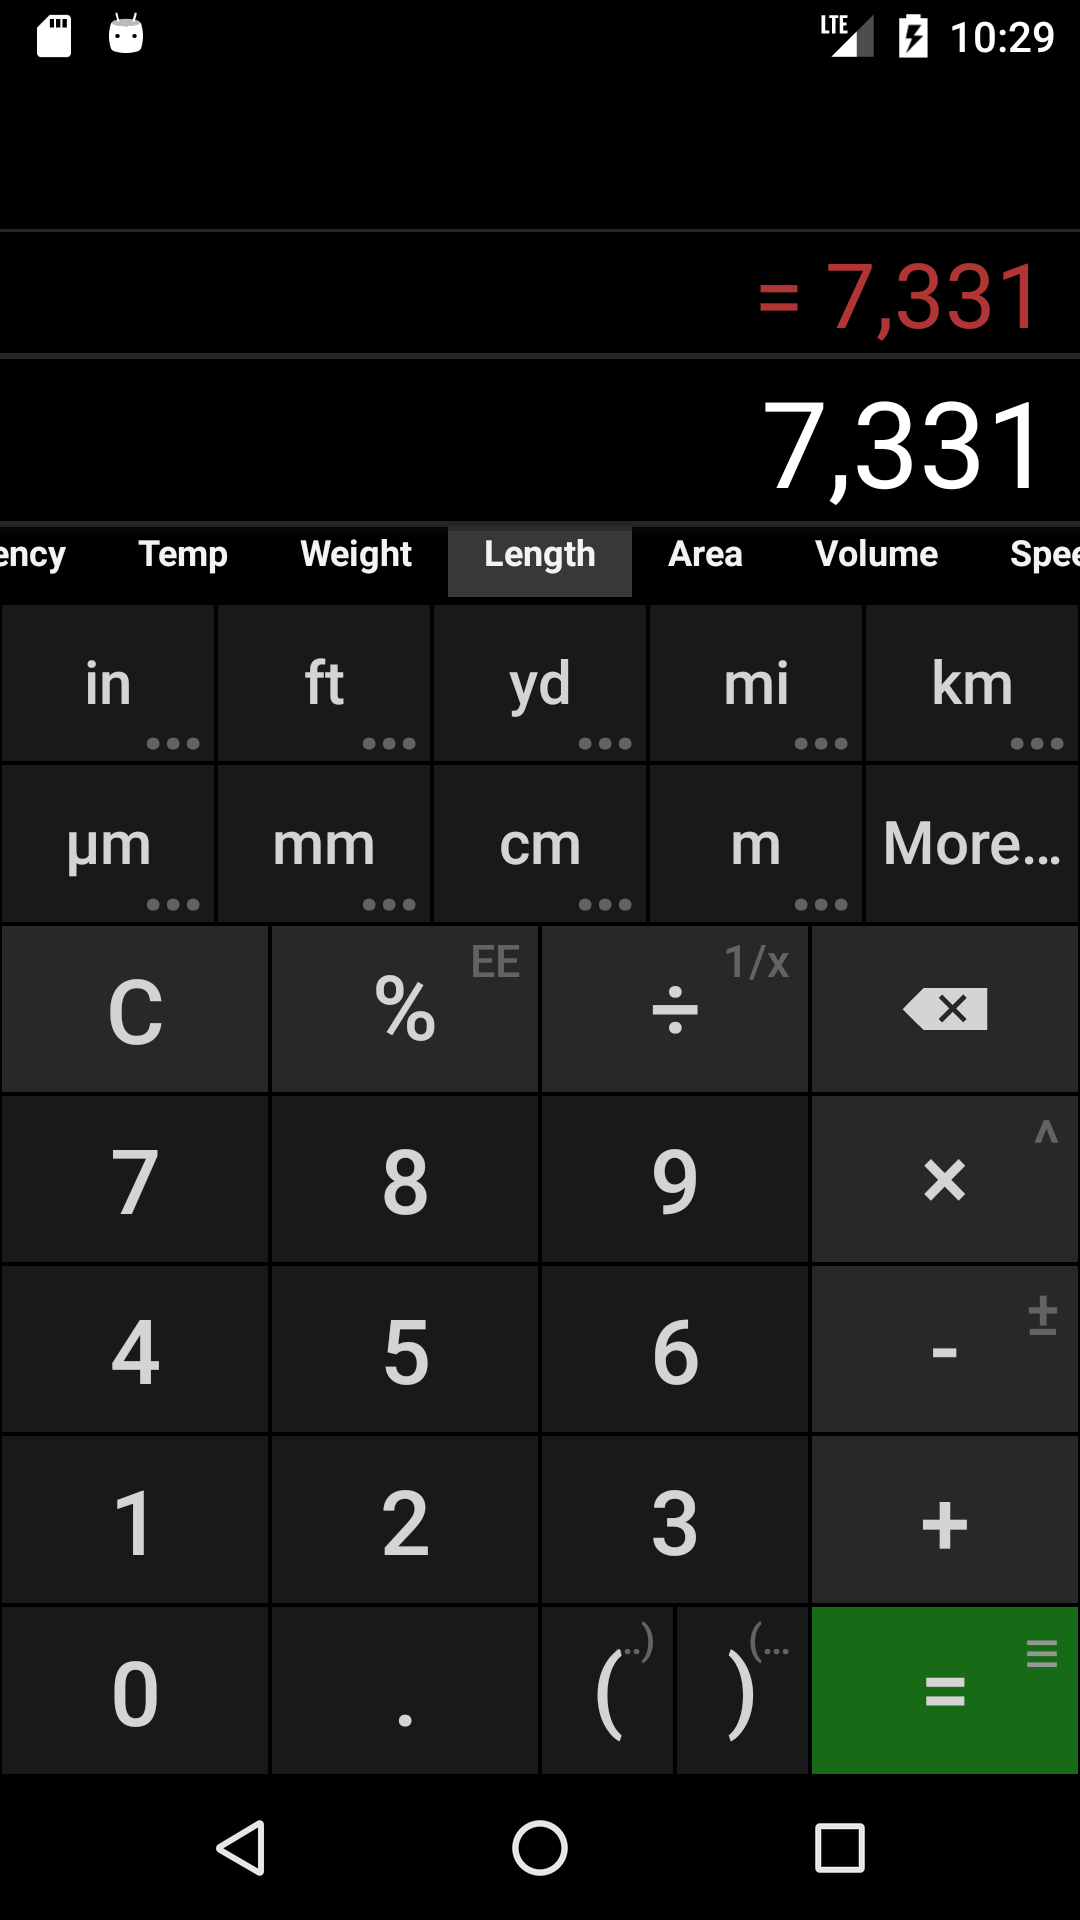 LTE 10:29
= 7,331
7,331
ency Temp Weight Length Area Volume Spee
in ft yd mi km
µm mm cm m More...
C % EE ÷ 1/x
7 8 9 × ^
4 5 6 - ±
1 2 3 +
0 . ( ..) ) (... =